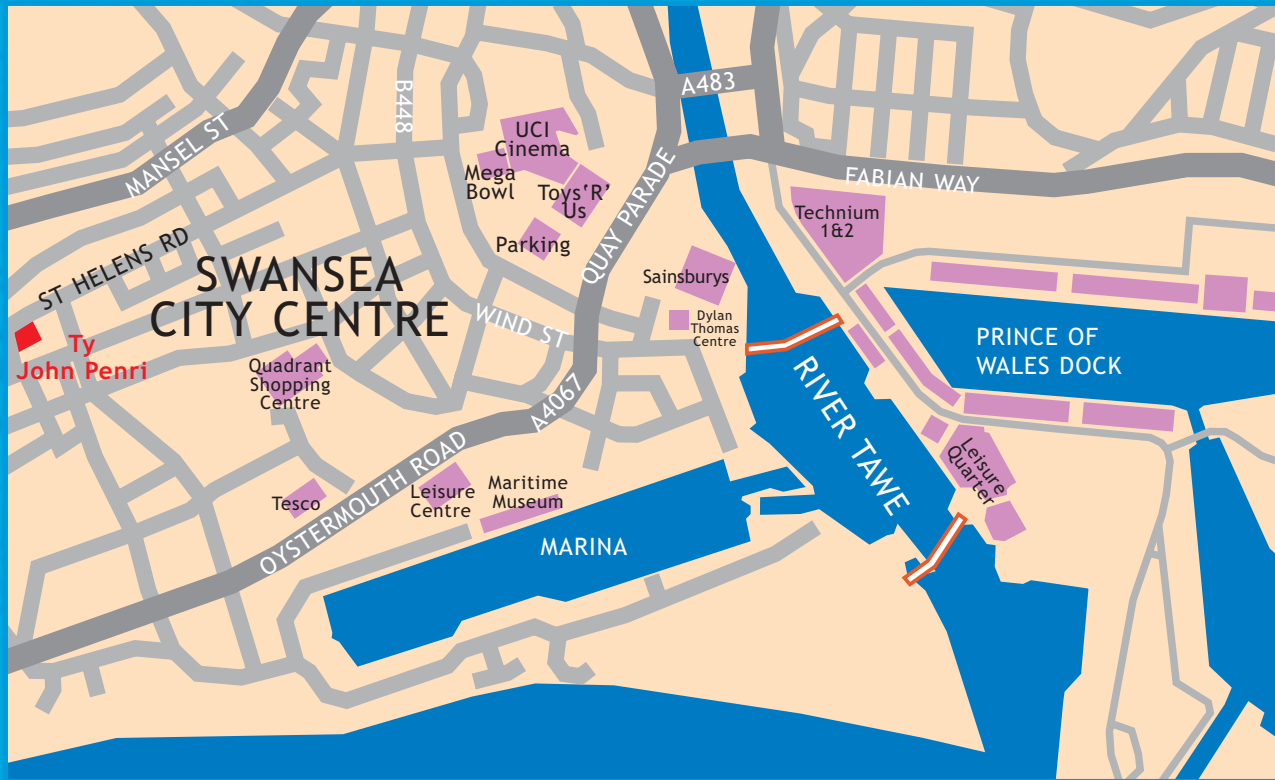 A483
B448
MANSEL ST
UCI
Cinema
Mega
Bowl
Toys‘R’
Us
Parking
QUAY PARADE
FABIAN WAY
Technium
1&2
ST HELENS RD
SWANSEA
CITY CENTRE
Sainsburys
Dylan
Thomas
Centre
WIND ST
Ty
John Penri
Quadrant
Shopping
Centre
PRINCE OF
WALES DOCK
RIVER TAWE
A4067
OYSTERMOUTH ROAD
Leisure
Quarter
Tesco
Leisure
Centre
Maritime
Museum
MARINA